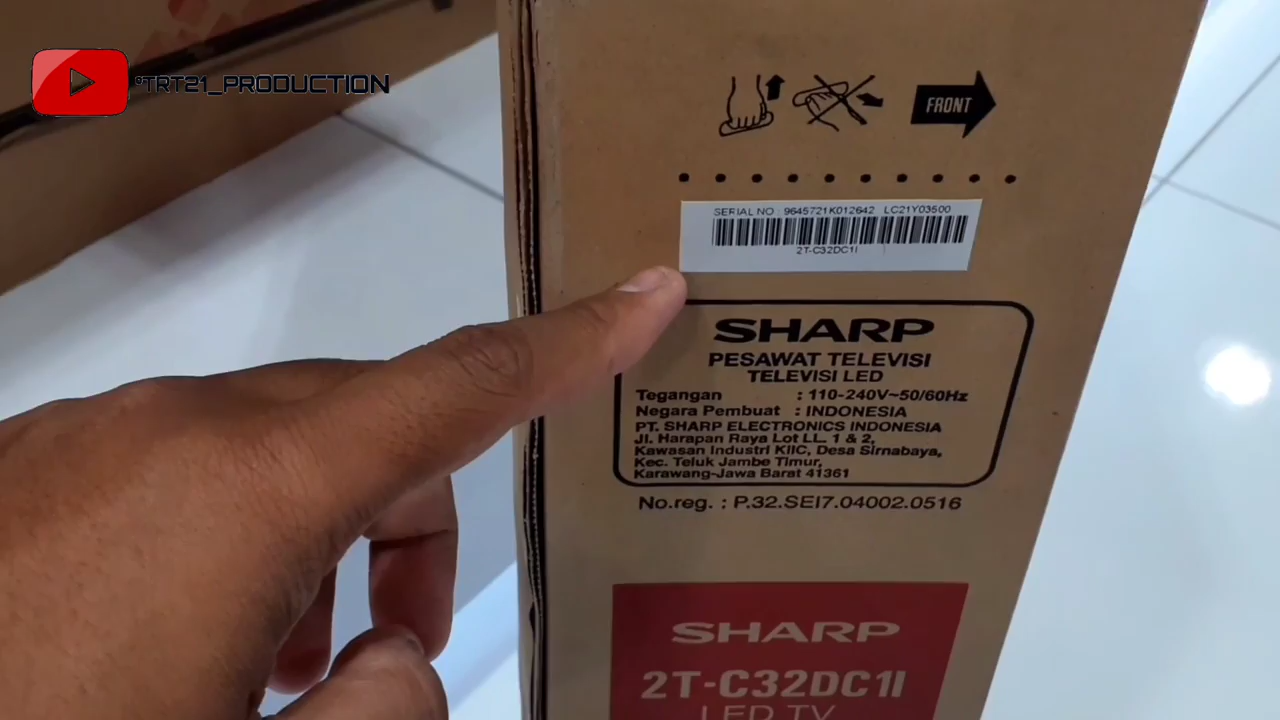 °TRT21_PRODUCTION
FRONT
SERIAL NO : 9645721K012642 LC21Y03500
2T-C32DC1I
SHARP
PESAWAT TELEVISI
TELEVISI LED
Tegangan : 110-240V~50/60Hz
Negara Pembuat : INDONESIA
PT. SHARP ELECTRONICS INDONESIA
Jl. Harapan Raya Lot LL. 1 & 2,
Kawasan Industri KIIC, Desa Sirnabaya,
Kec. Teluk Jambe Timur,
Karawang-Jawa Barat 41361
No.reg. : P.32.SEI7.04002.0516
SHARP
2T-C32DC1I
LED TV